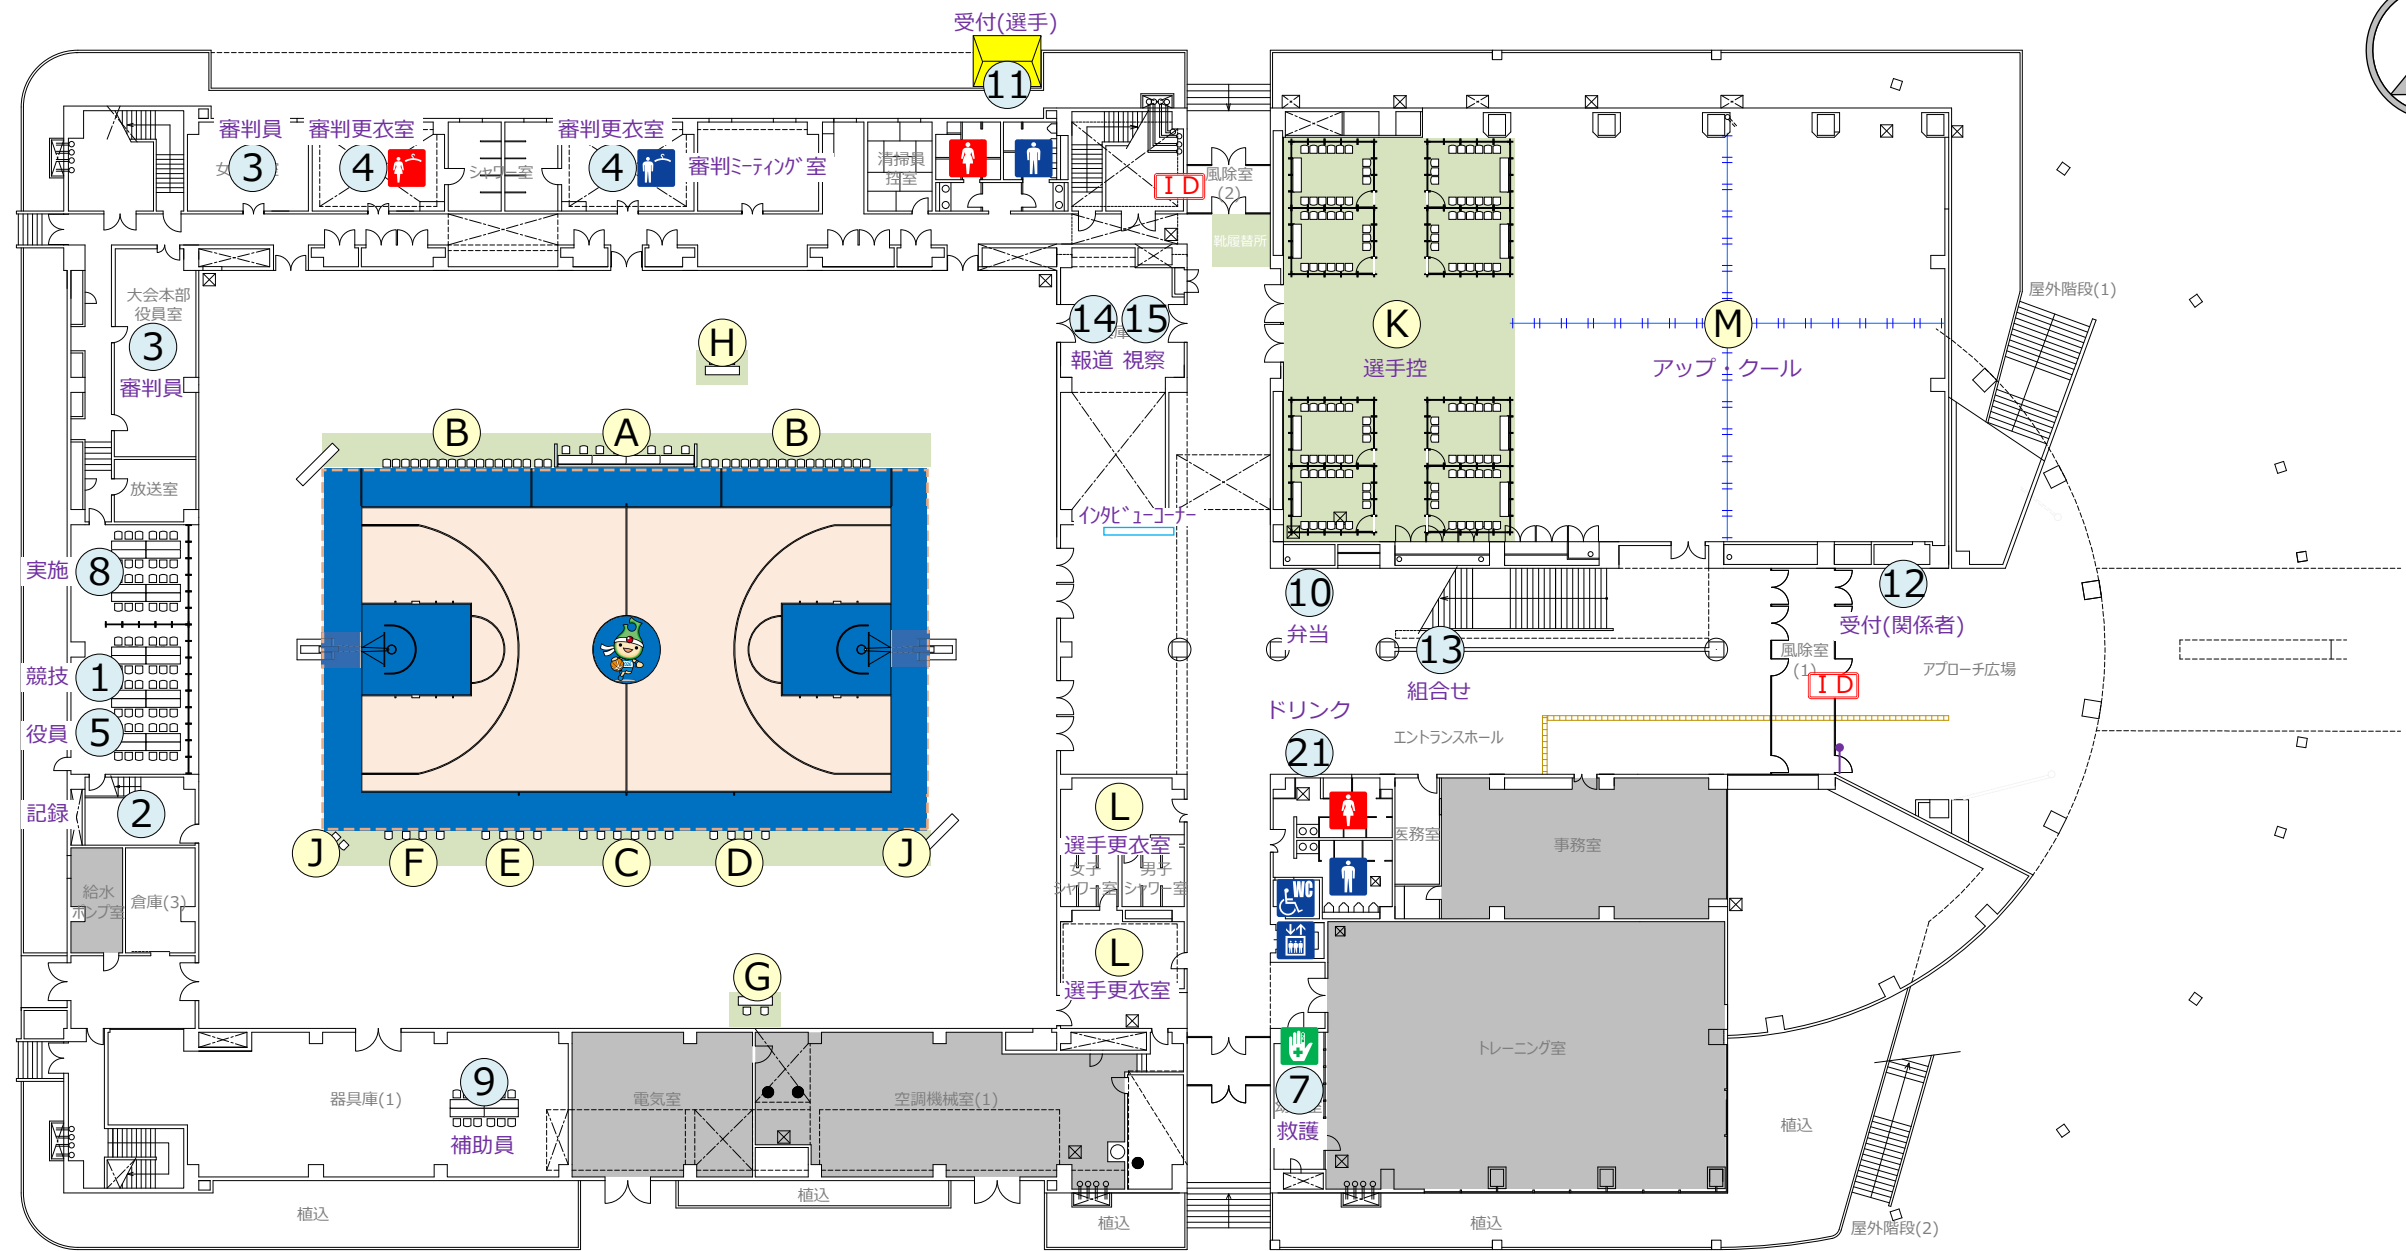 受付(選手)
11
審判員
審判更衣室
審判更衣室
3
4
シャワー室
4
審判ミーティング室
清掃員
控室
ID
風除室
(2)
靴履替所
大会本部
役員室
3
審判員
H
14
15
報道
視察
K
選手控
M
アップ・クール
屋外階段(1)
B
A
B
放送室
インタビューコーナー
実施
8
10
弁当
12
受付(関係者)
13
組合せ
風除室
(1)
ID
アプローチ広場
競技
1
役員
5
ドリンク
21
エントランスホール
記録
2
J
F
E
C
D
J
L
選手更衣室
女子
シャワー室
男子
シャワー室
医務室
事務室
給水
ポンプ室
倉庫(3)
WC
L
選手更衣室
G
トレーニング室
器具庫(1)
9
補助員
電気室
空調機械室(1)
7
救護
植込
植込
植込
植込
植込
屋外階段(2)